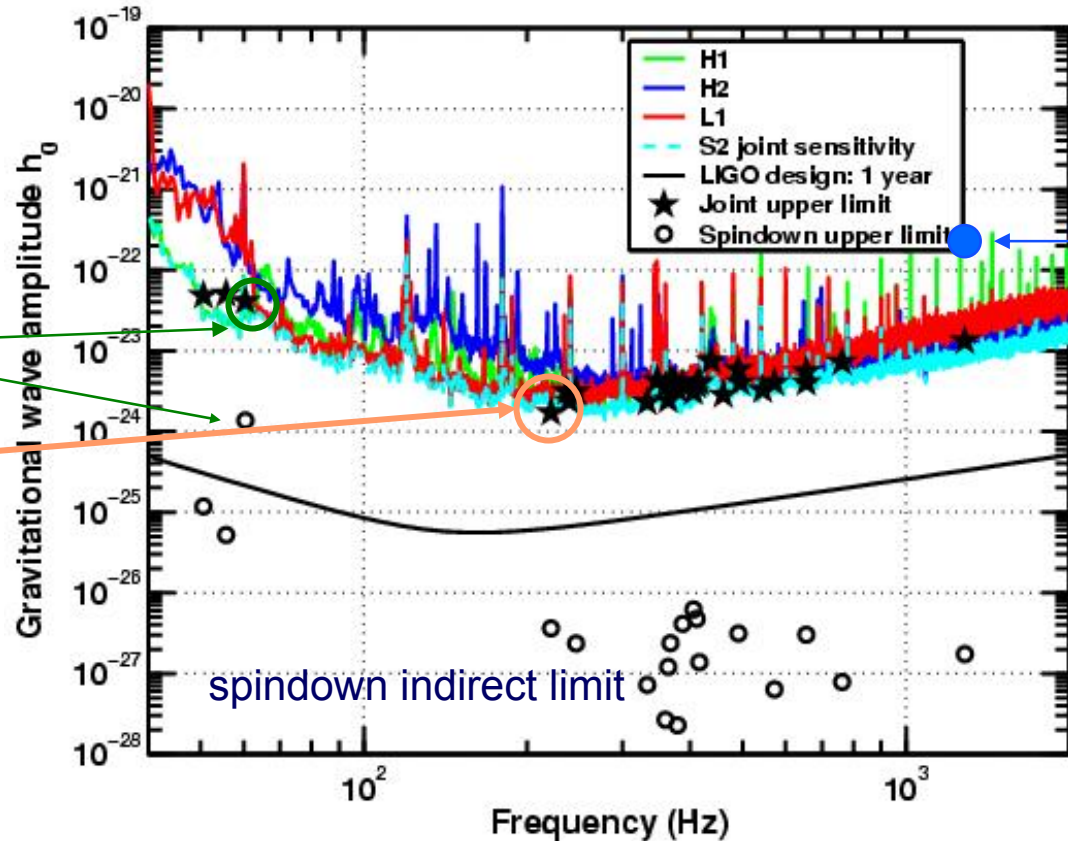 10^-19
10^-20
10^-21
10^-22
10^-23
10^-24
10^-25
10^-26
10^-27
10^-28
Gravitational wave amplitude h_0
H1
H2
L1
S2 joint sensitivity
LIGO design: 1 year
Joint upper limit
Spindown upper limit
spindown indirect limit
10^2
10^3
Frequency (Hz)